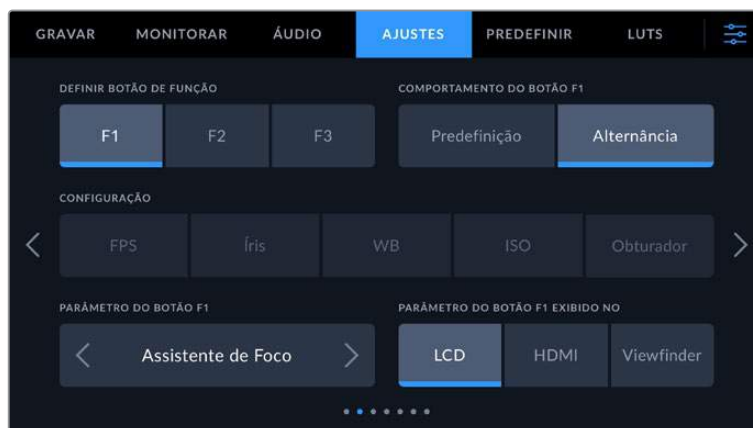 GRAVAR MONITORAR ÁUDIO AJUSTES PREDEFINIR LUTS
DEFINIR BOTÃO DE FUNÇÃO COMPORTAMENTO DO BOTÃO F1
F1 F2 F3 Predefinição Alternância
CONFIGURAÇÃO
FPS Íris WB ISO Obturador
PARÂMETRO DO BOTÃO F1 PARÂMETRO DO BOTÃO F1 EXIBIDO NO
Assistente de Foco LCD HDMI Viewfinder